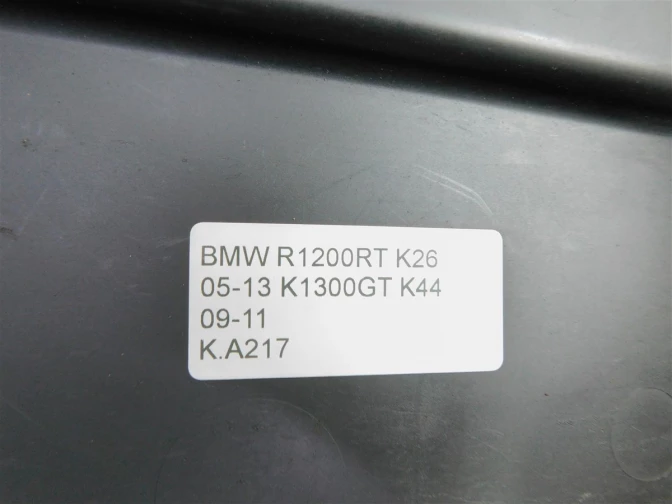 BMW R1200RT K26
05-13 K1300GT K44
09-11
K.A217